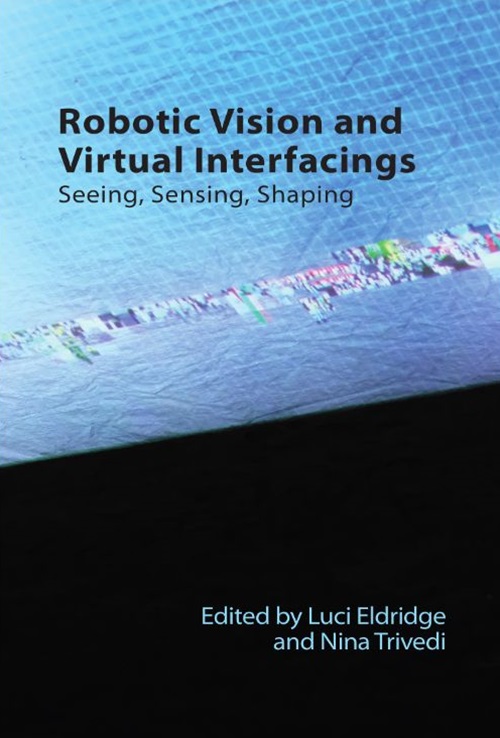 Robotic Vision and
Virtual Interfacings
Seeing, Sensing, Shaping
Edited by Luci Eldridge
and Nina Trivedi